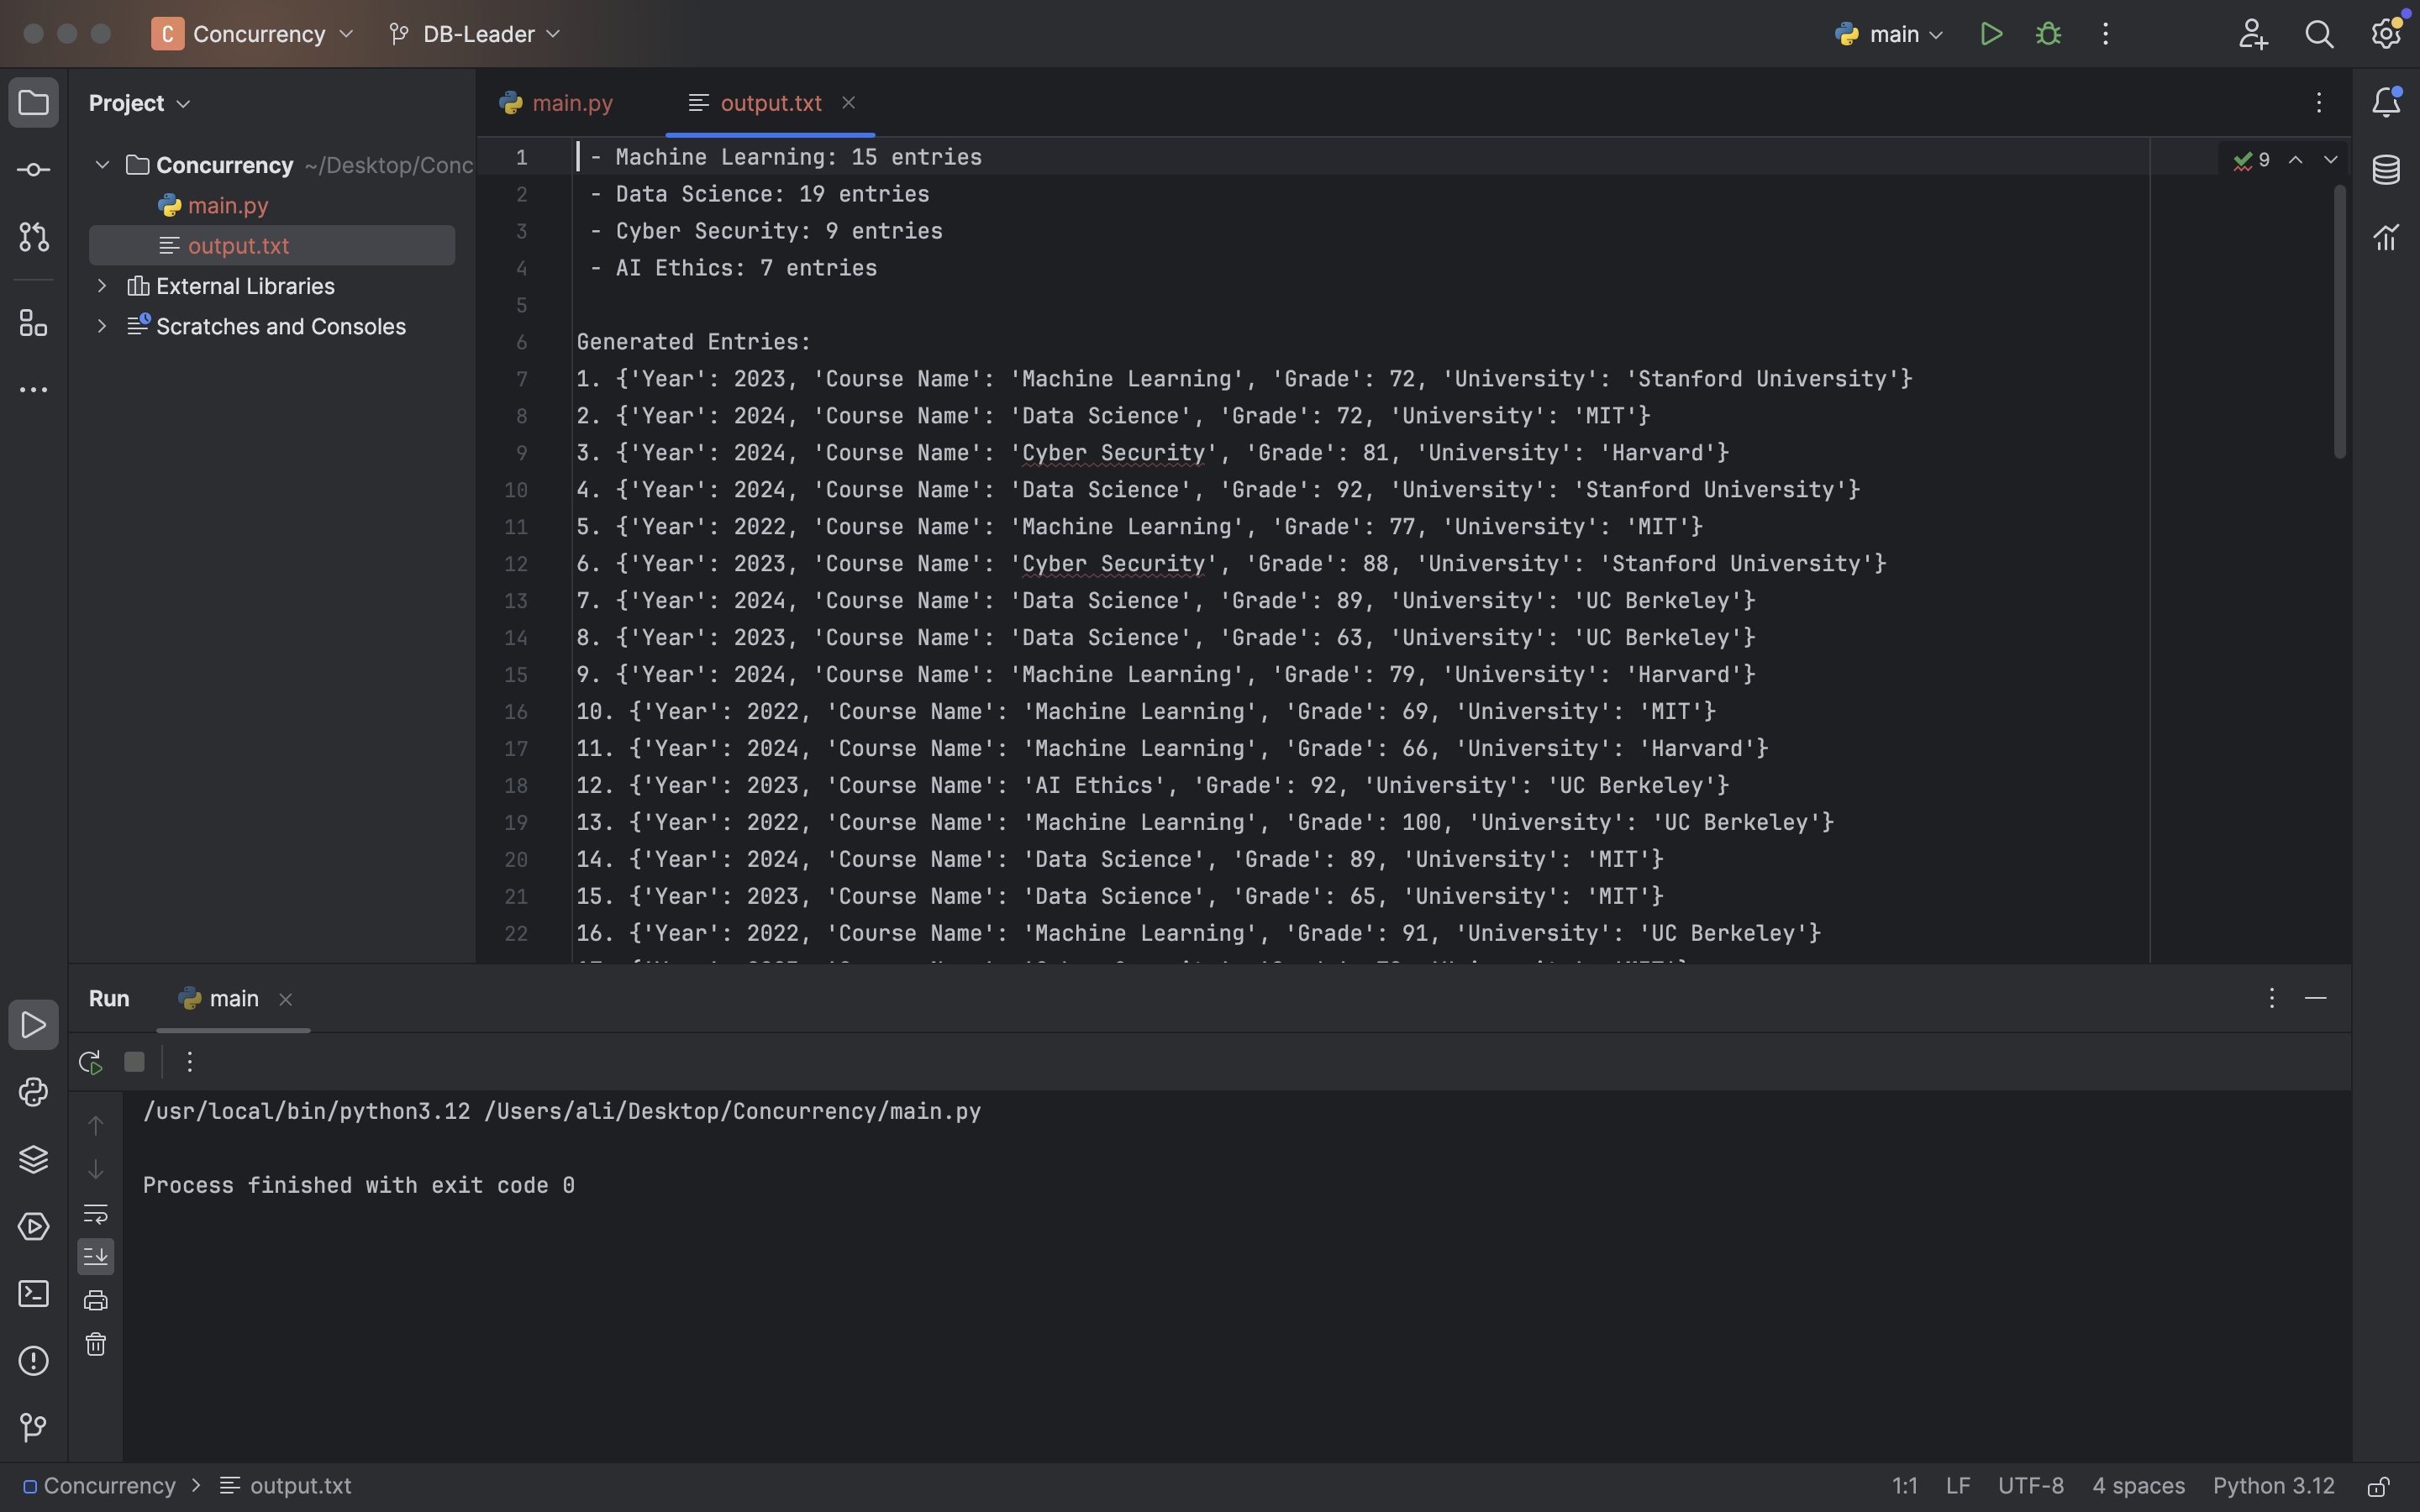 C Concurrency DB-Leader main
Project
main.py output.txt
Concurrency ~/Desktop/Conc
main.py
output.txt
External Libraries
Scratches and Consoles
9
1 - Machine Learning: 15 entries
2 - Data Science: 19 entries
3 - Cyber Security: 9 entries
4 - AI Ethics: 7 entries
5
6 Generated Entries:
7 1. {'Year': 2023, 'Course Name': 'Machine Learning', 'Grade': 72, 'University': 'Stanford University'}
8 2. {'Year': 2024, 'Course Name': 'Data Science', 'Grade': 72, 'University': 'MIT'}
9 3. {'Year': 2024, 'Course Name': 'Cyber Security', 'Grade': 81, 'University': 'Harvard'}
10 4. {'Year': 2024, 'Course Name': 'Data Science', 'Grade': 92, 'University': 'Stanford University'}
11 5. {'Year': 2022, 'Course Name': 'Machine Learning', 'Grade': 77, 'University': 'MIT'}
12 6. {'Year': 2023, 'Course Name': 'Cyber Security', 'Grade': 88, 'University': 'Stanford University'}
13 7. {'Year': 2024, 'Course Name': 'Data Science', 'Grade': 89, 'University': 'UC Berkeley'}
14 8. {'Year': 2023, 'Course Name': 'Data Science', 'Grade': 63, 'University': 'UC Berkeley'}
15 9. {'Year': 2024, 'Course Name': 'Machine Learning', 'Grade': 79, 'University': 'Harvard'}
16 10. {'Year': 2022, 'Course Name': 'Machine Learning', 'Grade': 69, 'University': 'MIT'}
17 11. {'Year': 2024, 'Course Name': 'Machine Learning', 'Grade': 66, 'University': 'Harvard'}
18 12. {'Year': 2023, 'Course Name': 'AI Ethics', 'Grade': 92, 'University': 'UC Berkeley'}
19 13. {'Year': 2022, 'Course Name': 'Machine Learning', 'Grade': 100, 'University': 'UC Berkeley'}
20 14. {'Year': 2024, 'Course Name': 'Data Science', 'Grade': 89, 'University': 'MIT'}
21 15. {'Year': 2023, 'Course Name': 'Data Science', 'Grade': 65, 'University': 'MIT'}
22 16. {'Year': 2022, 'Course Name': 'Machine Learning', 'Grade': 91, 'University': 'UC Berkeley'}
Run main
/usr/local/bin/python3.12 /Users/ali/Desktop/Concurrency/main.py
Process finished with exit code 0
Concurrency output.txt 1:1 LF UTF-8 4 spaces Python 3.12